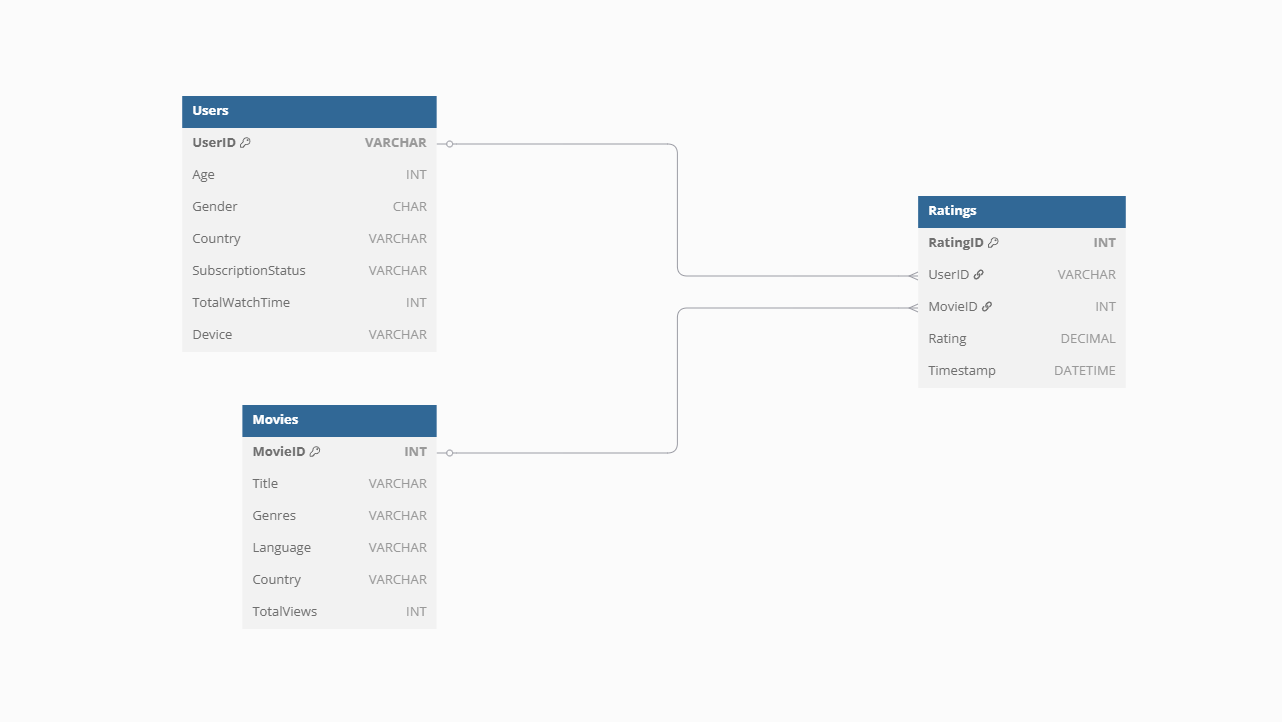 Users
UserID VARCHAR
Age INT
Gender CHAR
Country VARCHAR
SubscriptionStatus VARCHAR
TotalWatchTime INT
Device VARCHAR
Movies
MovieID INT
Title VARCHAR
Genres VARCHAR
Language VARCHAR
Country VARCHAR
TotalViews INT
Ratings
RatingID INT
UserID VARCHAR
MovieID INT
Rating DECIMAL
Timestamp DATETIME